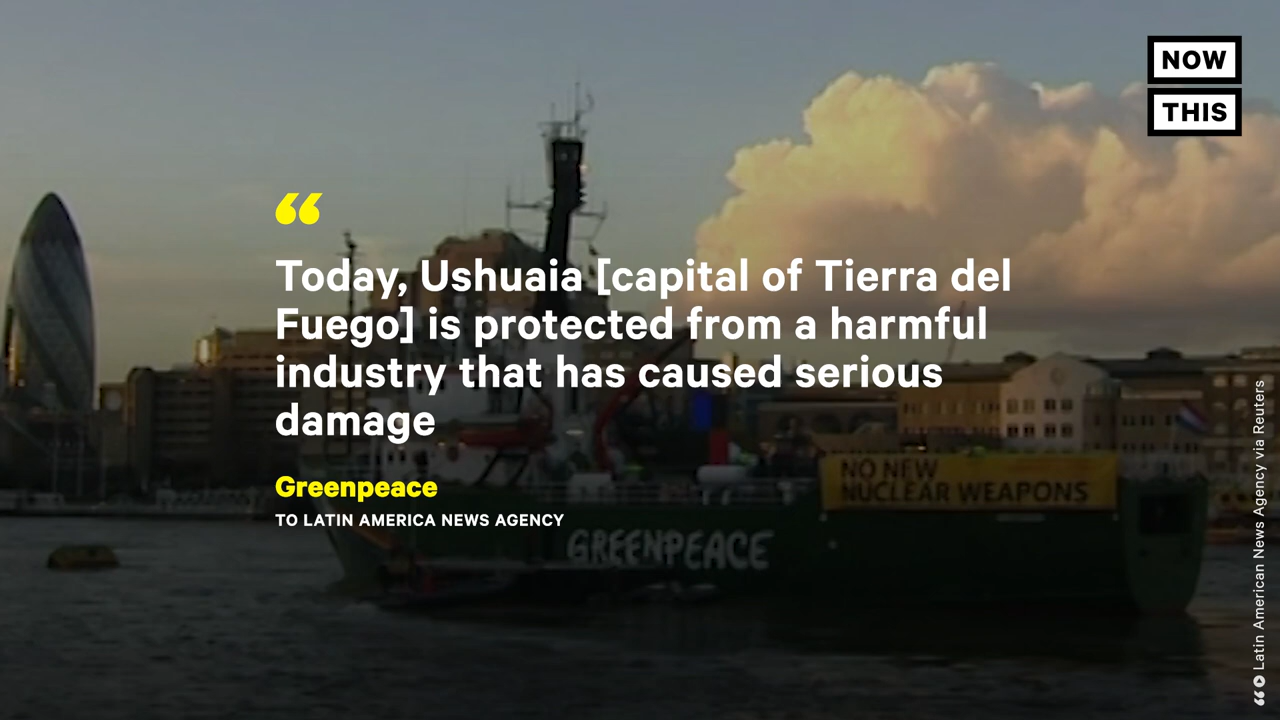 NOW
THIS
“
Today, Ushuaia [capital of Tierra del
Fuego] is protected from a harmful
industry that has caused serious
damage
Greenpeace
TO LATIN AMERICA NEWS AGENCY
NO NEW
NUCLEAR WEAPONS
GREENPEACE
Latin American News Agency via Reuters